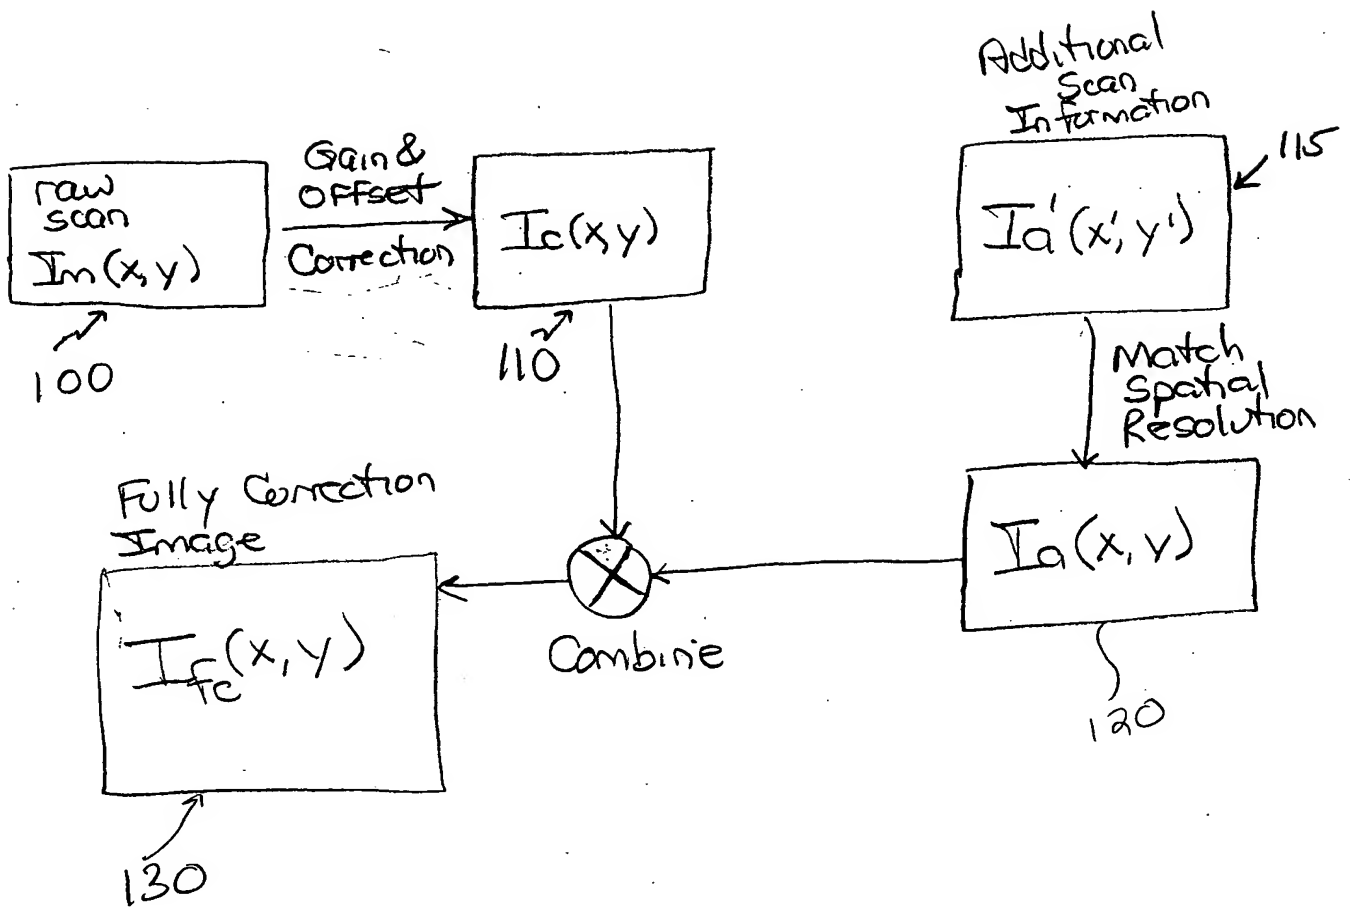 raw
scan
Im(x,y)
100
Gain &
Offset
Correction
Ic(x,y)
110
Additional
Scan
Information
115
Ia'(x',y')
Match
Spatial
Resolution
Ia(x,y)
120
Combine
Fully Correction
Image
Ifc(x,y)
130